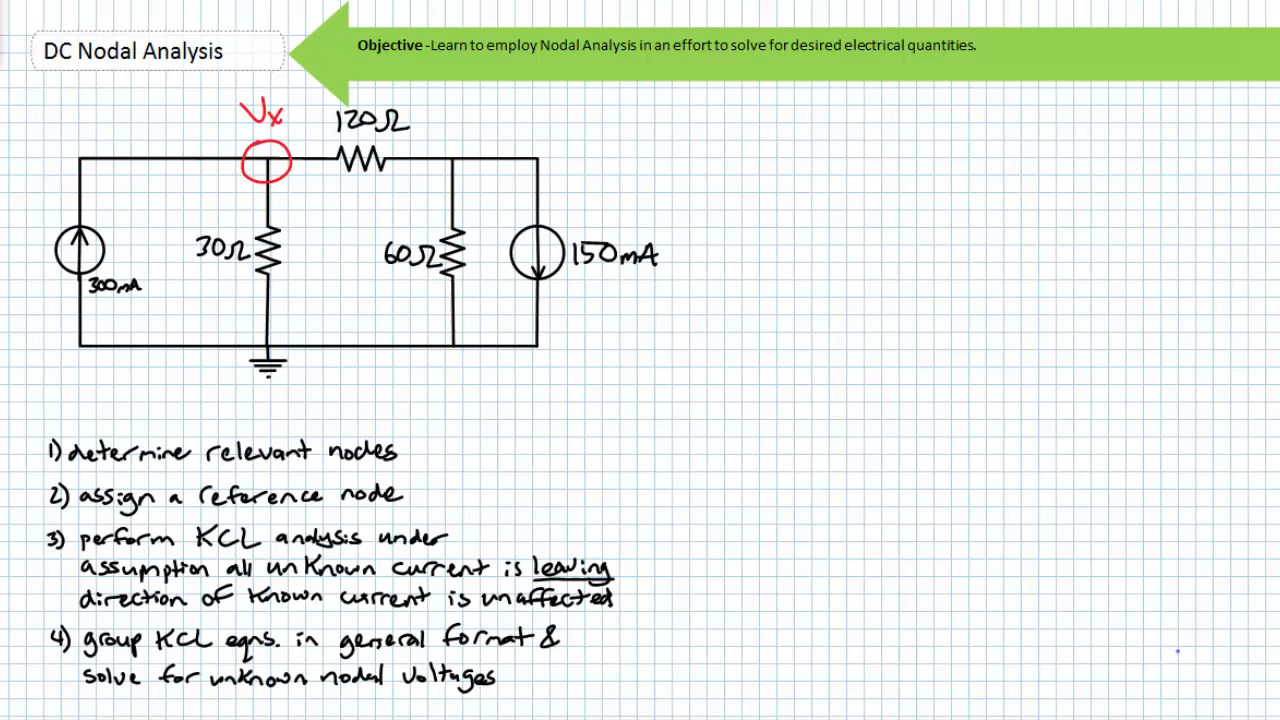 DC Nodal Analysis
Objective -Learn to employ Nodal Analysis in an effort to solve for desired electrical quantities.
Vx
120Ω
30Ω
60Ω
150mA
300mA
1) determine relevant nodes
2) assign a reference node
3) perform KCL analysis under
assumption all unknown current is leaving
direction of known current is unaffected
4) group KCL eqns. in general format &
solve for unknown nodal voltages